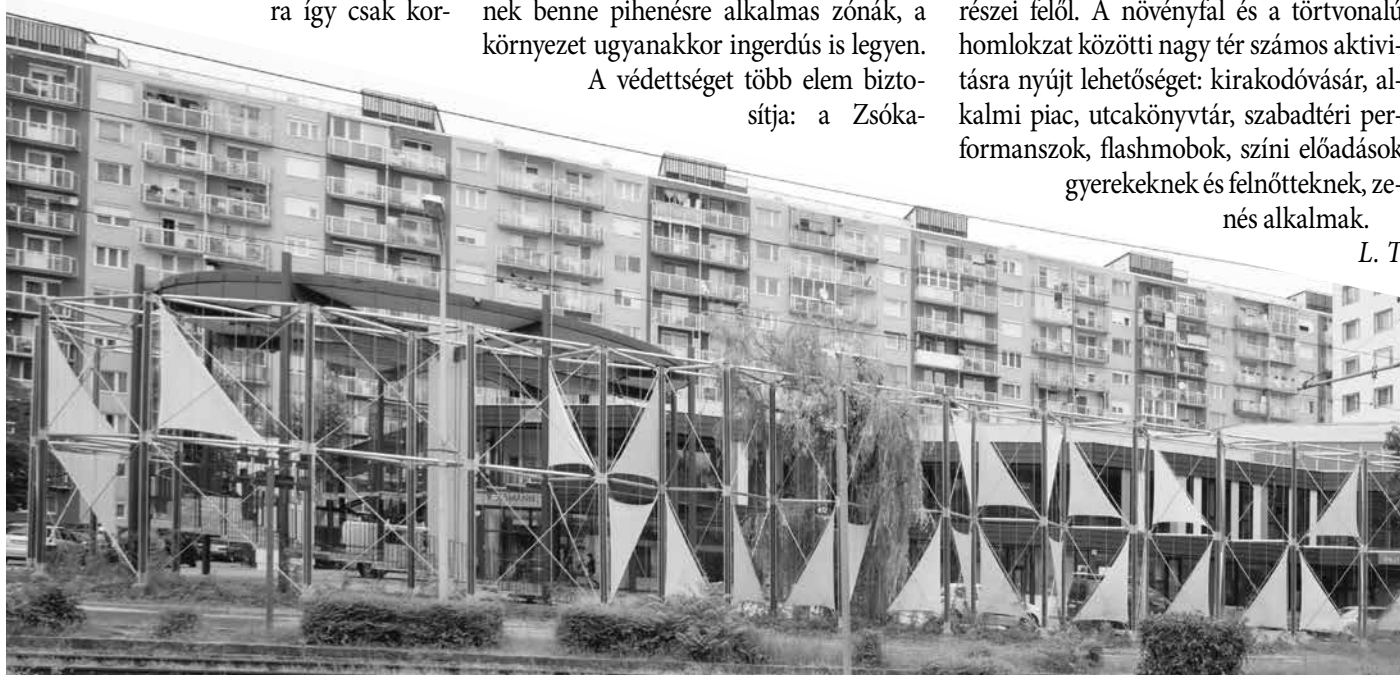 ra így csak kor-
nek benne pihenésre alkalmas zónák, a
környezet ugyanakkor ingerdús is legyen.
A védettséget több elem bizto-
sítja: a Zsóka-
részei felől. A növényfal és a törtvonalú
homlokzat közötti nagy tér számos aktivi-
tásra nyújt lehetőséget: kirakodóvásár, al-
kalmi piac, utcakönyvtár, szabadtéri per-
formanszok, flashmobok, színi előadások
gyerekeknek és felnőtteknek, ze-
nés alkalmak.
L. T